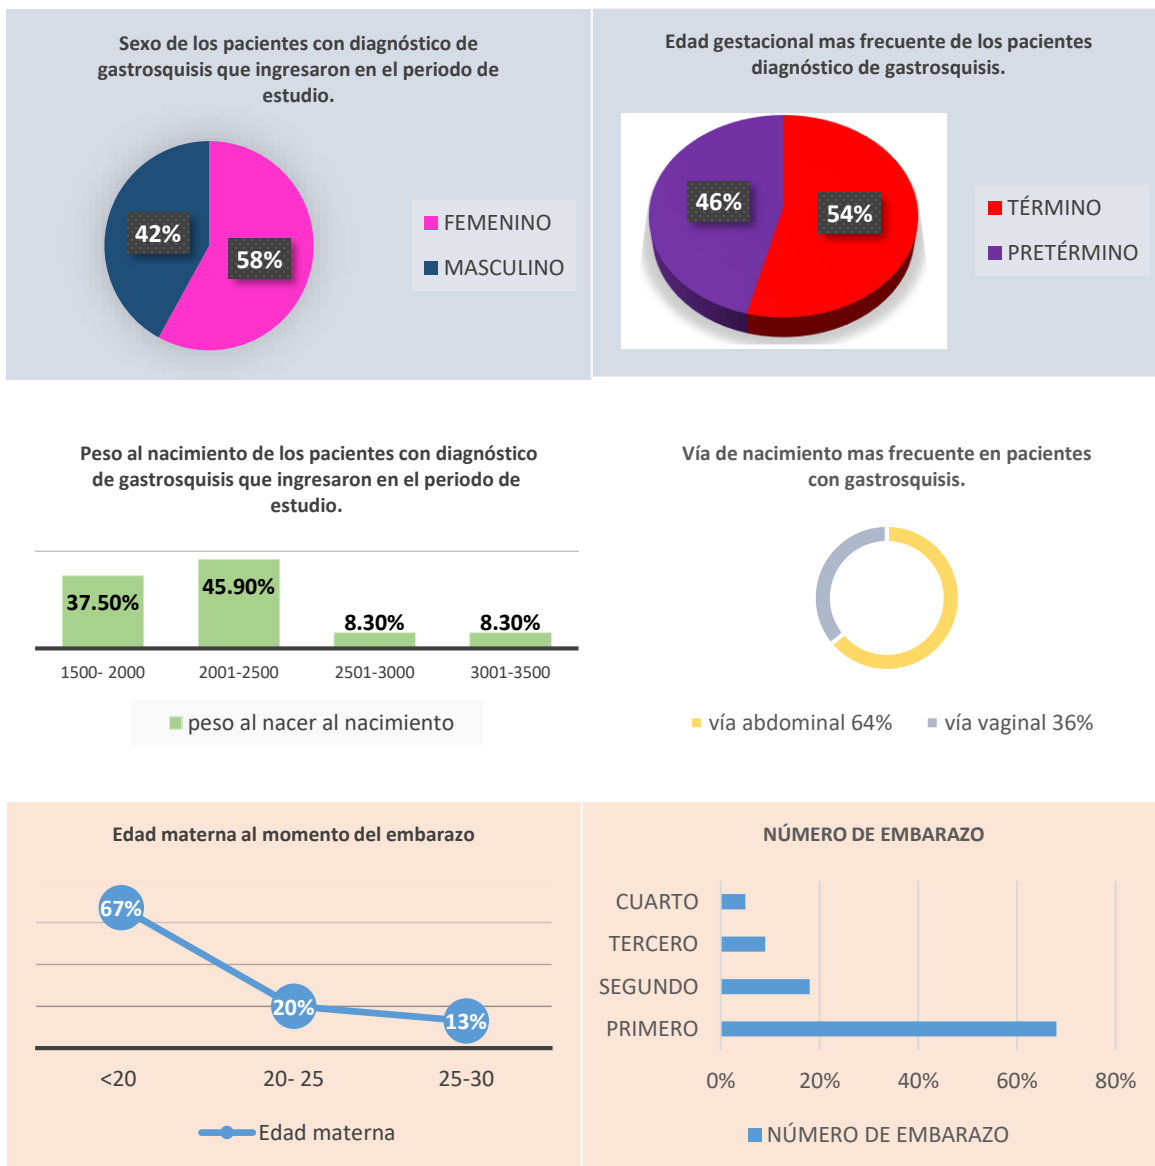 Sexo de los pacientes con diagnóstico de
gastrosquisis que ingresaron en el periodo de
estudio.
42%
58%
FEMENINO
MASCULINO
Edad gestacional mas frecuente de los pacientes
diagnóstico de gastrosquisis.
46%
54%
TÉRMINO
PRETÉRMINO
Peso al nacimiento de los pacientes con diagnóstico
de gastrosquisis que ingresaron en el periodo de
estudio.
37.50%
45.90%
8.30%
8.30%
1500- 2000
2001-2500
2501-3000
3001-3500
peso al nacer al nacimiento
Vía de nacimiento mas frecuente en pacientes
con gastrosquisis.
vía abdominal 64%
vía vaginal 36%
Edad materna al momento del embarazo
67%
20%
13%
<20
20- 25
25-30
Edad materna
NÚMERO DE EMBARAZO
CUARTO
TERCERO
SEGUNDO
PRIMERO
0%
20%
40%
60%
80%
NÚMERO DE EMBARAZO